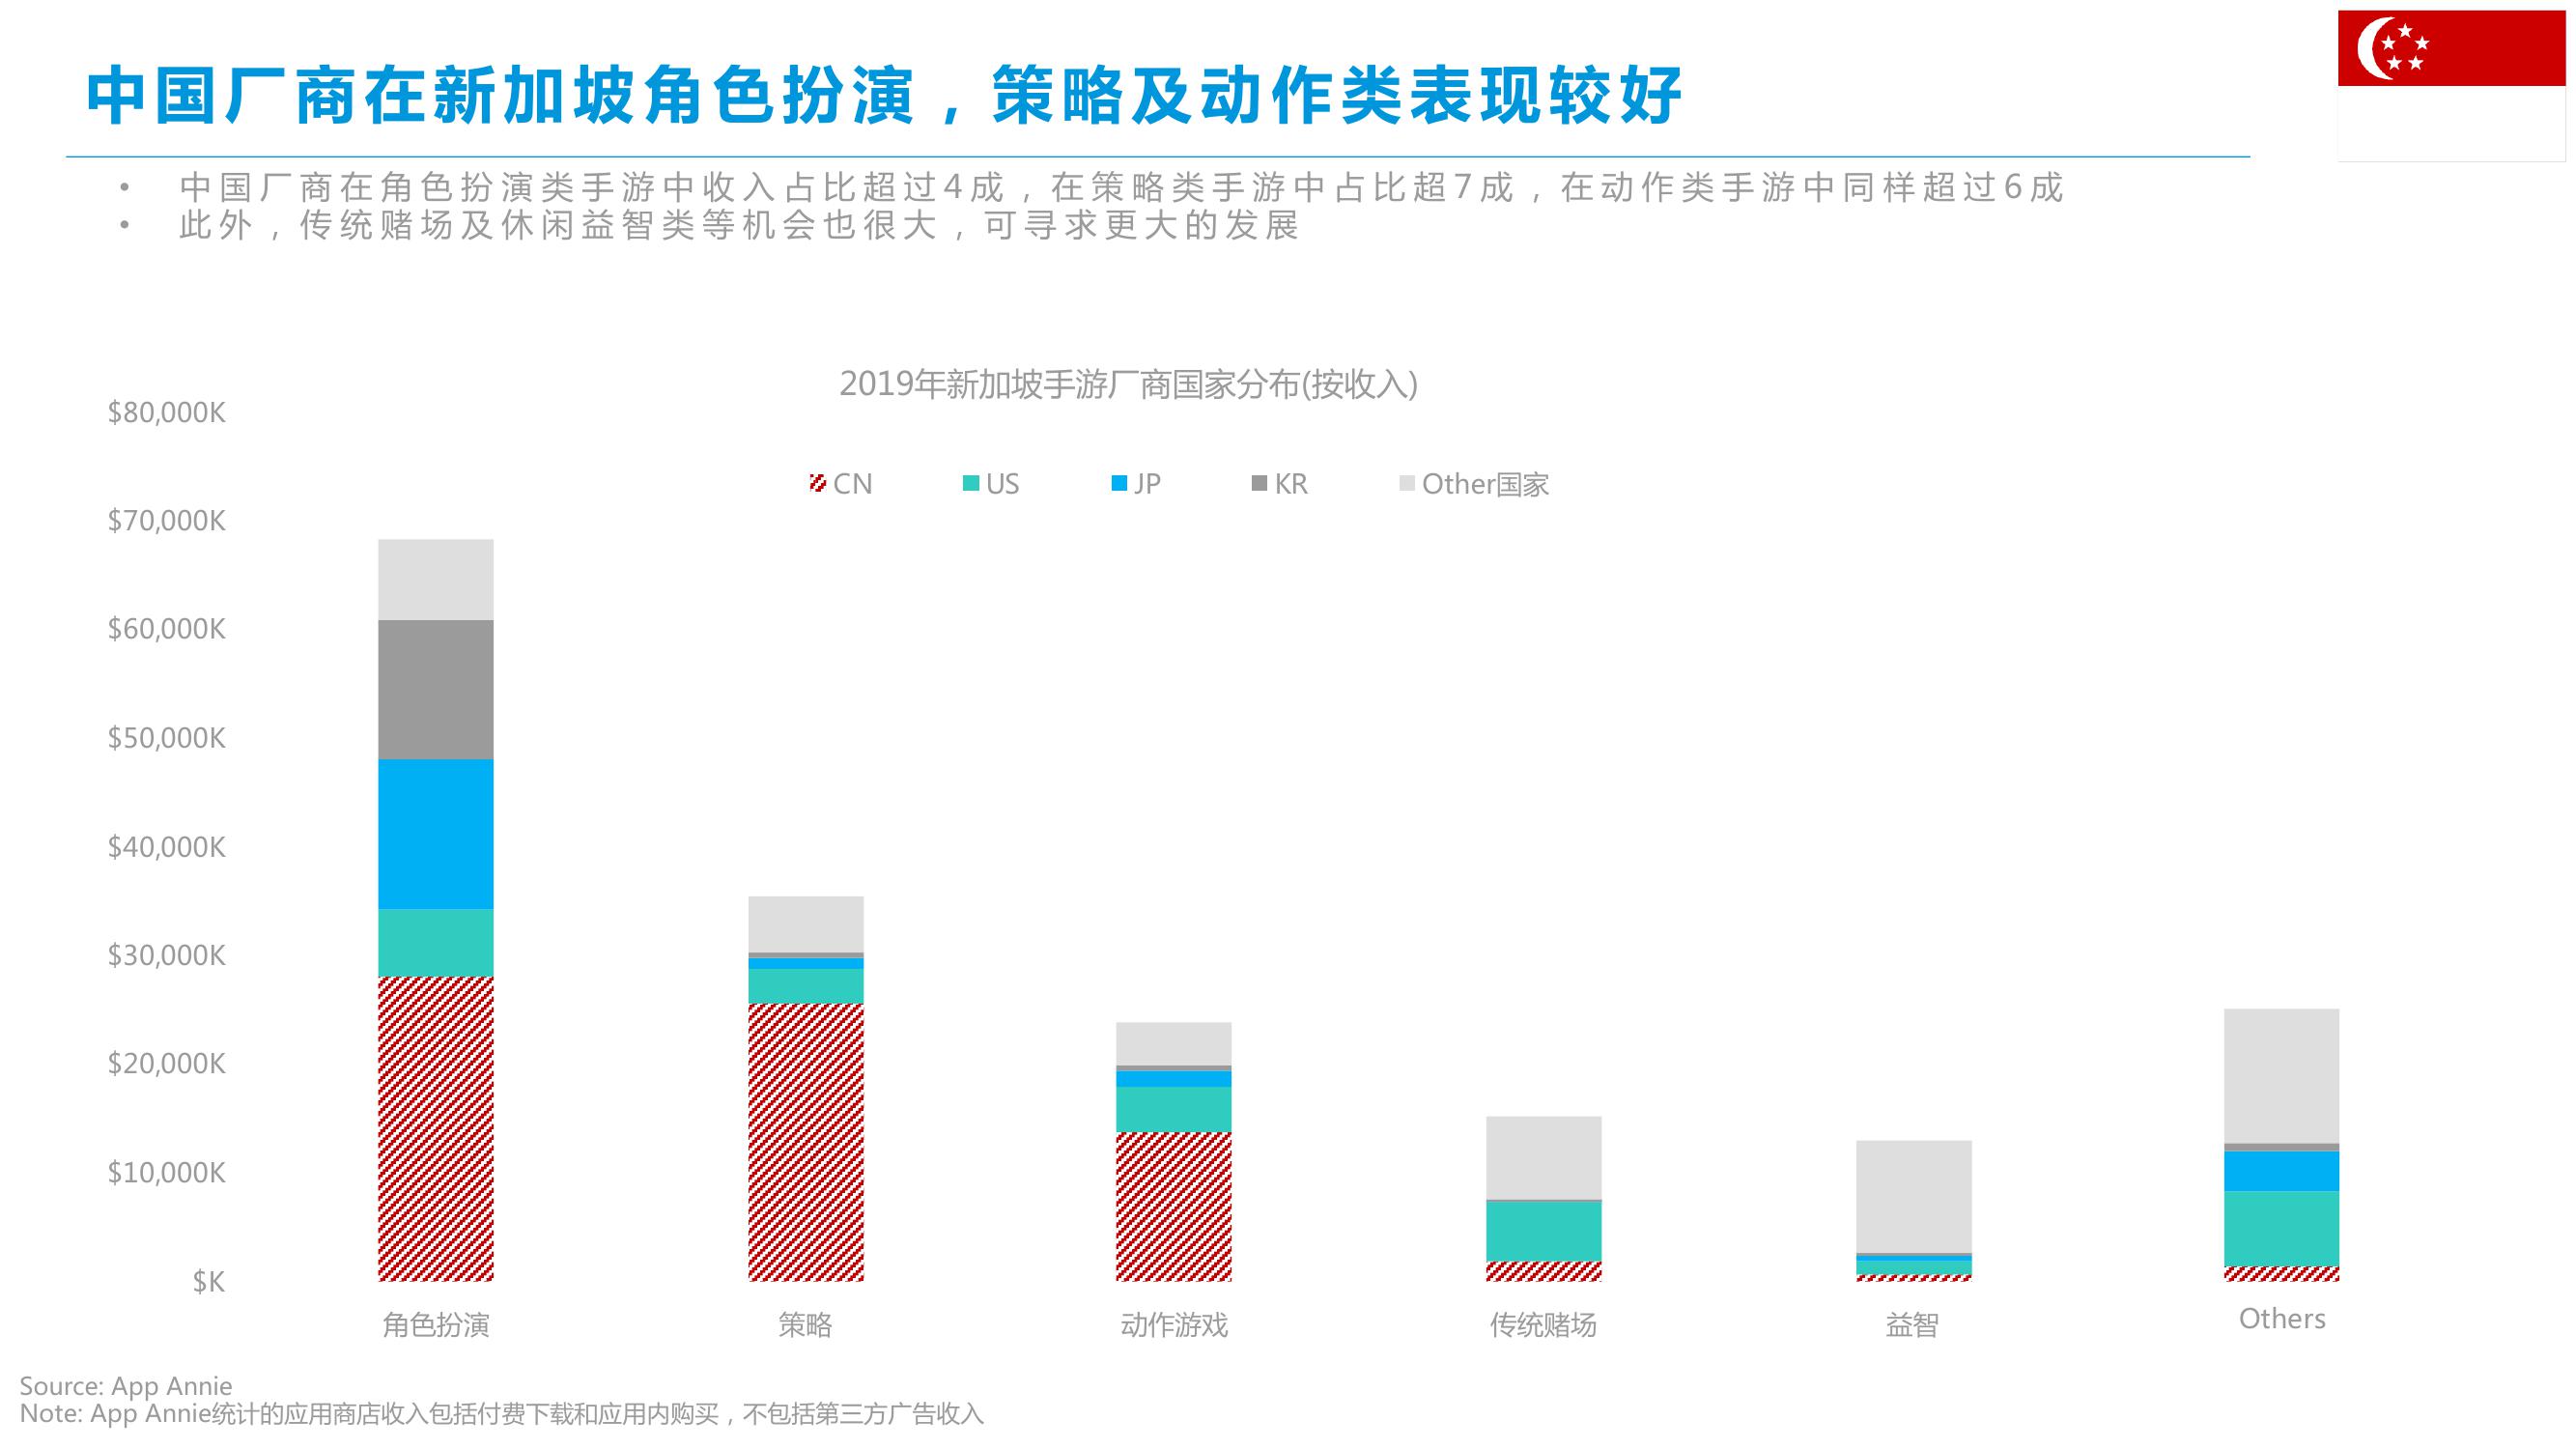 中国厂商在新加坡角色扮演，策略及动作类表现较好
• 中国厂商在角色扮演类手游中收入占比超过4成，在策略类手游中占比超7成，在动作类手游中同样超过6成
• 此外，传统赌场及休闲益智类等机会也很大，可寻求更大的发展
2019年新加坡手游厂商国家分布(按收入)
CN US JP KR Other国家
$80,000K
$70,000K
$60,000K
$50,000K
$40,000K
$30,000K
$20,000K
$10,000K
$K
角色扮演 策略 动作游戏 传统赌场 益智 Others
Source: App Annie
Note: App Annie统计的应用商店收入包括付费下载和应用内购买，不包括第三方广告收入